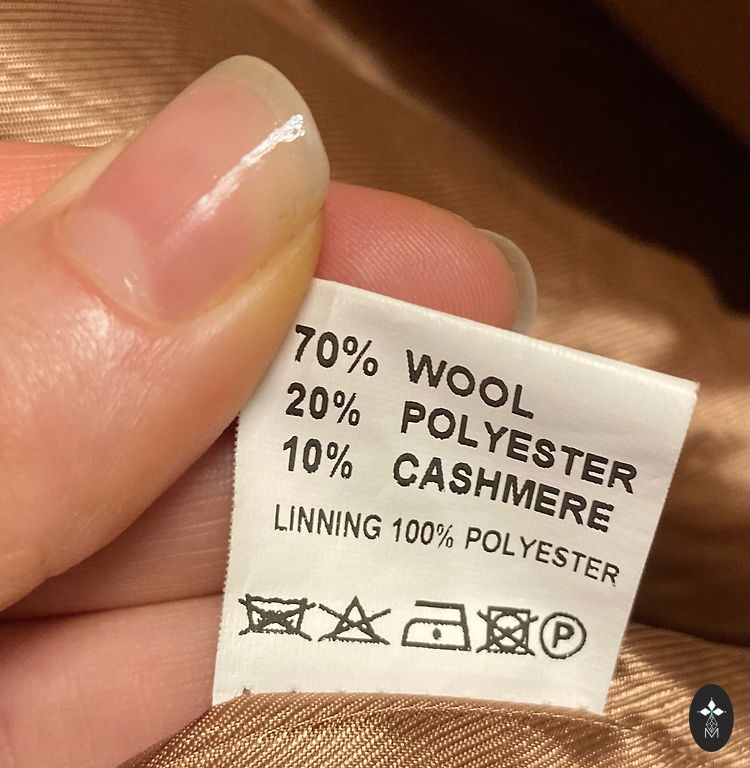 70% WOOL
20% POLYESTER
10% CASHMERE
LINNING 100% POLYESTER
P
M